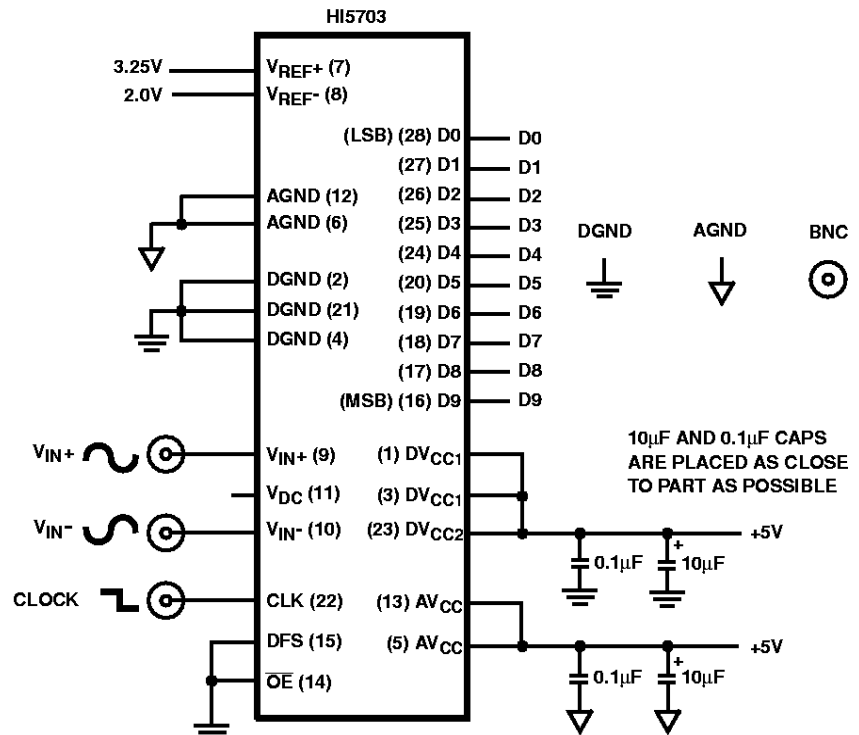 HI5703
3.25V
VREF+ (7)
2.0V
VREF- (8)
(LSB) (28) D0
D0
(27) D1
D1
AGND (12)
(26) D2
D2
AGND (6)
(25) D3
D3
DGND
AGND
BNC
(24) D4
D4
DGND (2)
(20) D5
D5
DGND (21)
(19) D6
D6
DGND (4)
(18) D7
D7
(17) D8
D8
(MSB) (16) D9
D9
10µF AND 0.1µF CAPS
ARE PLACED AS CLOSE
TO PART AS POSSIBLE
VIN+
VIN+ (9)
(1) DVCC1
VDC (11)
(3) DVCC1
VIN-
VIN- (10)
(23) DVCC2
+5V
0.1µF
+
10µF
CLOCK
CLK (22)
(13) AVCC
DFS (15)
(5) AVCC
+5V
OE (14)
0.1µF
+
10µF